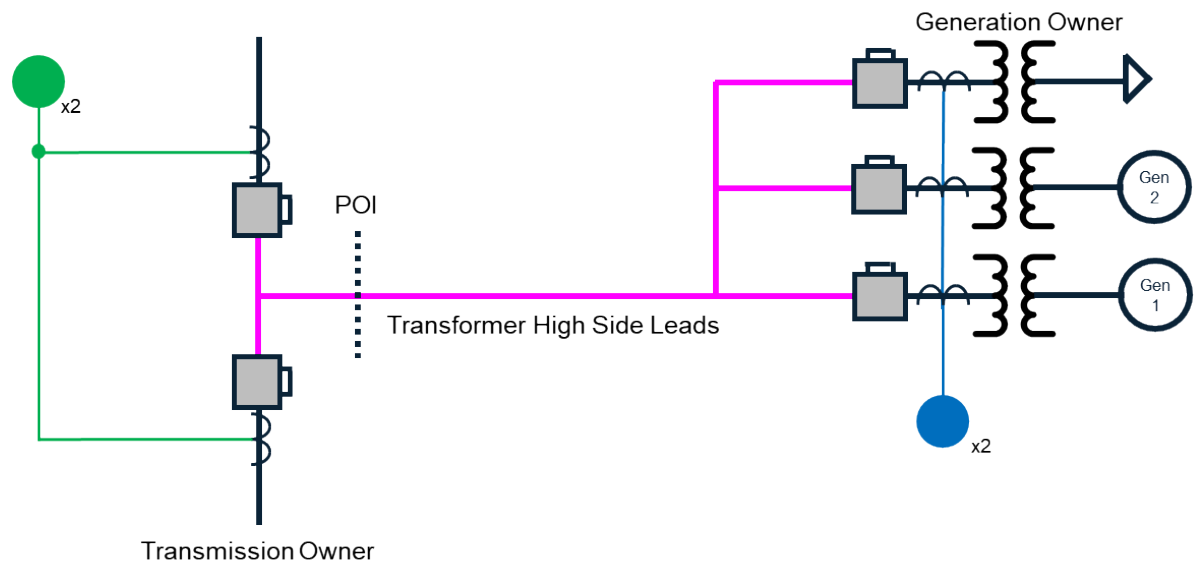 Generation Owner
x2
Gen
2
POI
Gen
1
Transformer High Side Leads
x2
Transmission Owner